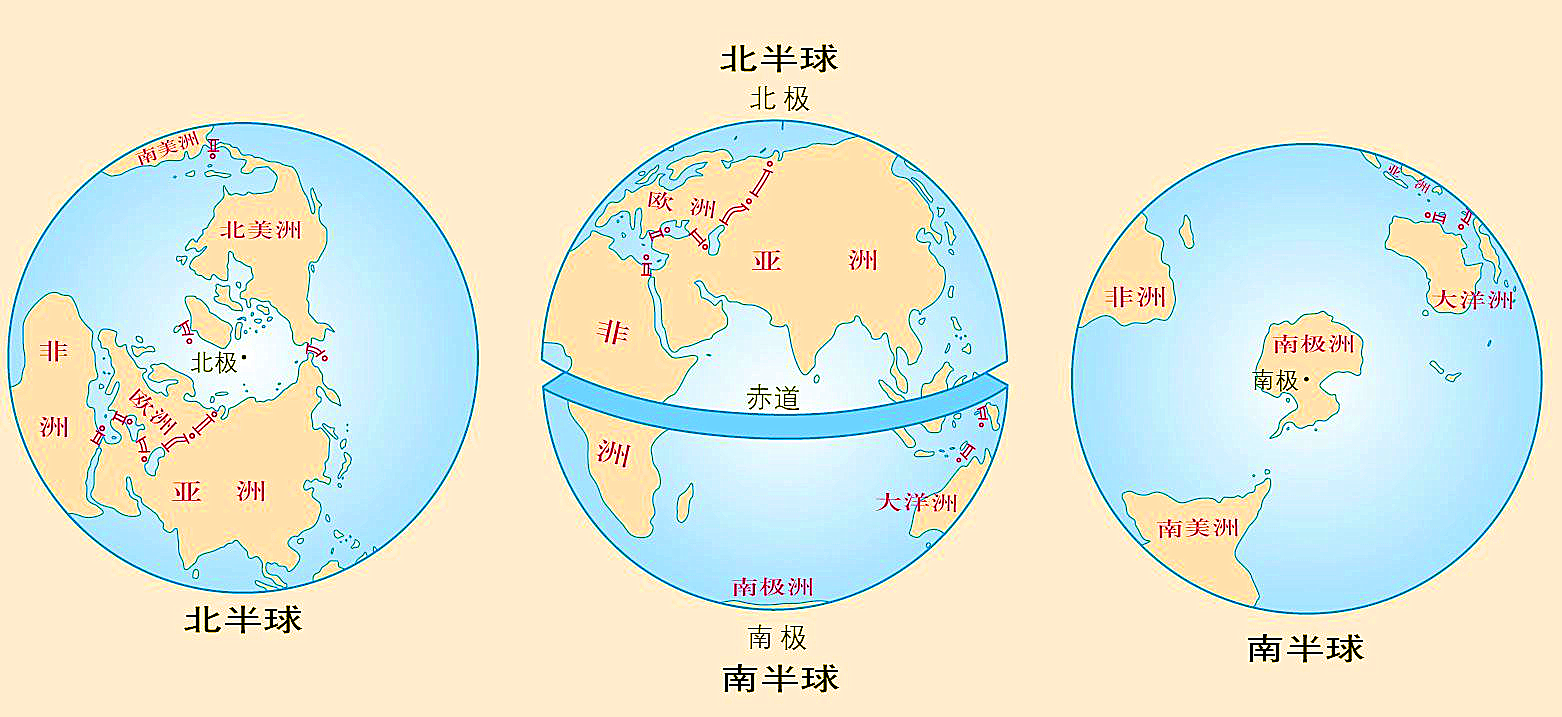 南美洲
北美洲
北极
非
洲
欧洲
亚 洲
北半球
北半球
北 极
欧 洲
亚 洲
非
赤道
洲
大洋洲
南极洲
南 极
南半球
亚 洲
非洲
大洋洲
南极洲
南极
南美洲
南半球